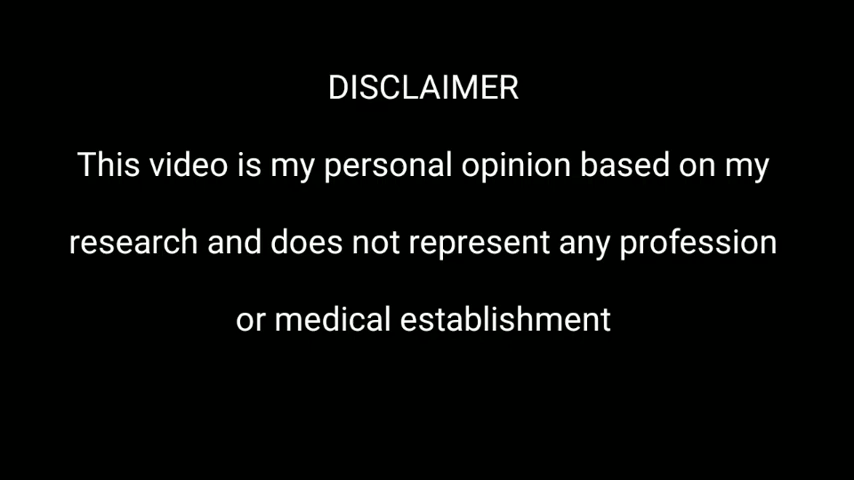 DISCLAIMER
This video is my personal opinion based on my
research and does not represent any profession
or medical establishment